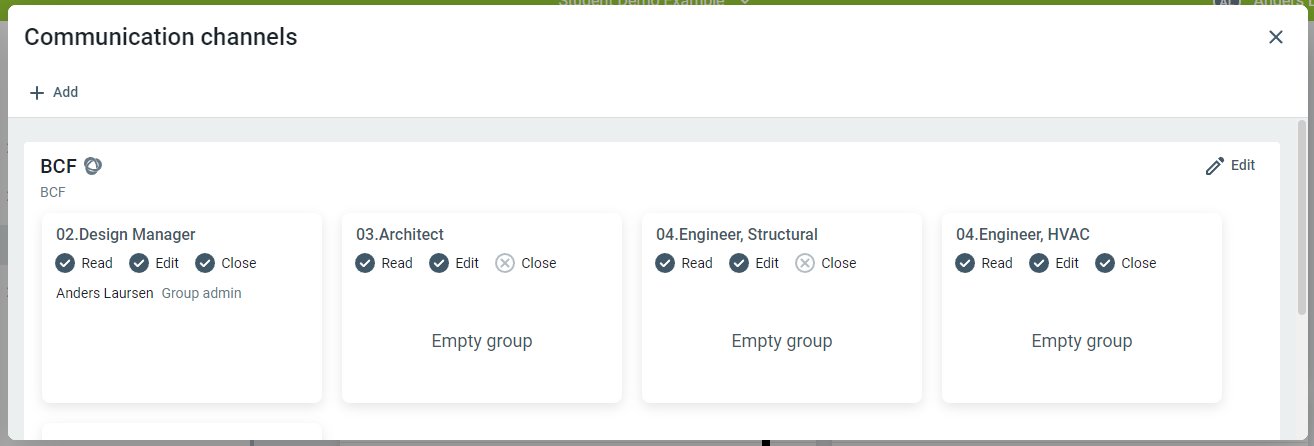 Student Demo Example
AL Anders L
Communication channels
Add
BCF
Edit
BCF
02.Design Manager
Read Edit Close
Anders Laursen Group admin
03.Architect
Read Edit Close
Empty group
04.Engineer, Structural
Read Edit Close
Empty group
04.Engineer, HVAC
Read Edit Close
Empty group